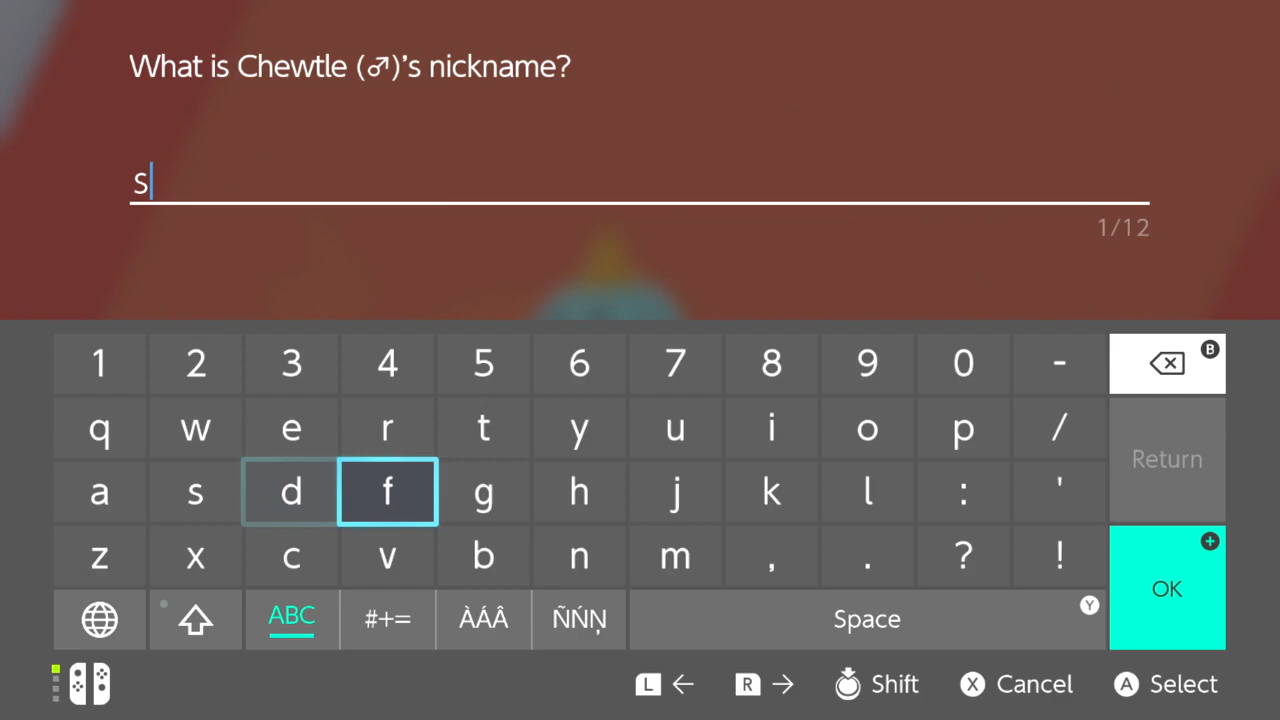 What is Chewtle (♂)'s nickname?
S
1/12
1 2 3 4 5 6 7 8 9 0 - B
q w e r t y u i o p /
Return
a s d f g h j k l : '
z x c v b n m , . ? ! +
OK
ABC #+= ÀÁÂ ÑŃŅ Space Y
L ← R → Shift X Cancel A Select